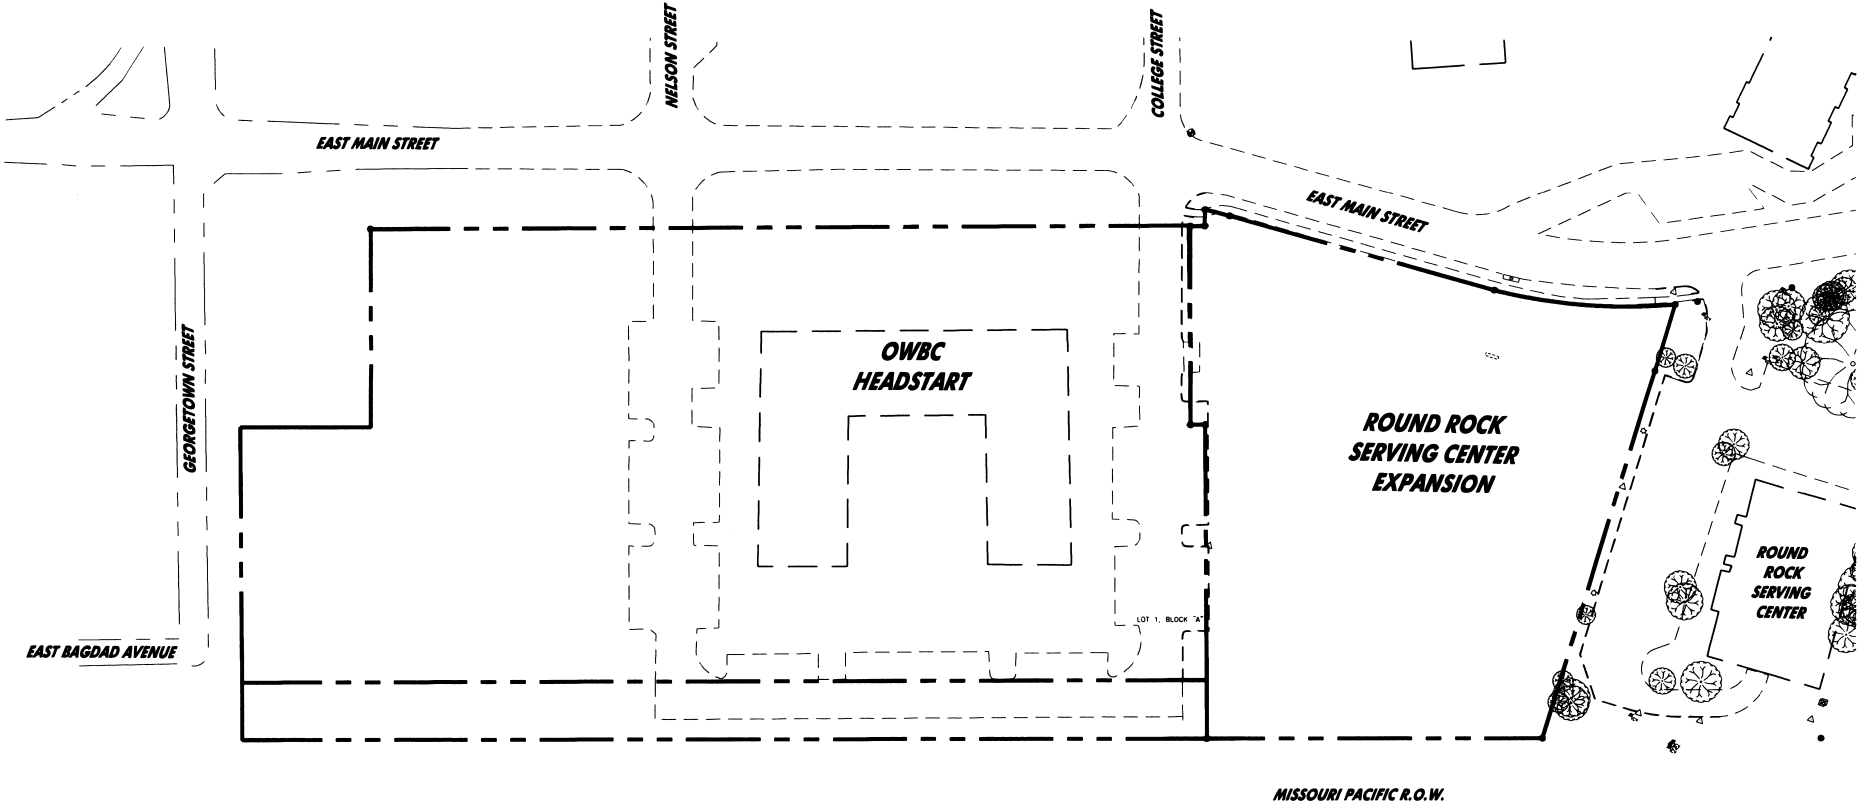 NELSON STREET
COLLEGE STREET
EAST MAIN STREET
EAST MAIN STREET
GEORGETOWN STREET
OWBC
HEADSTART
ROUND ROCK
SERVING CENTER
EXPANSION
ROUND
ROCK
SERVING
CENTER
LOT 1, BLOCK "A"
EAST BAGDAD AVENUE
MISSOURI PACIFIC R.O.W.